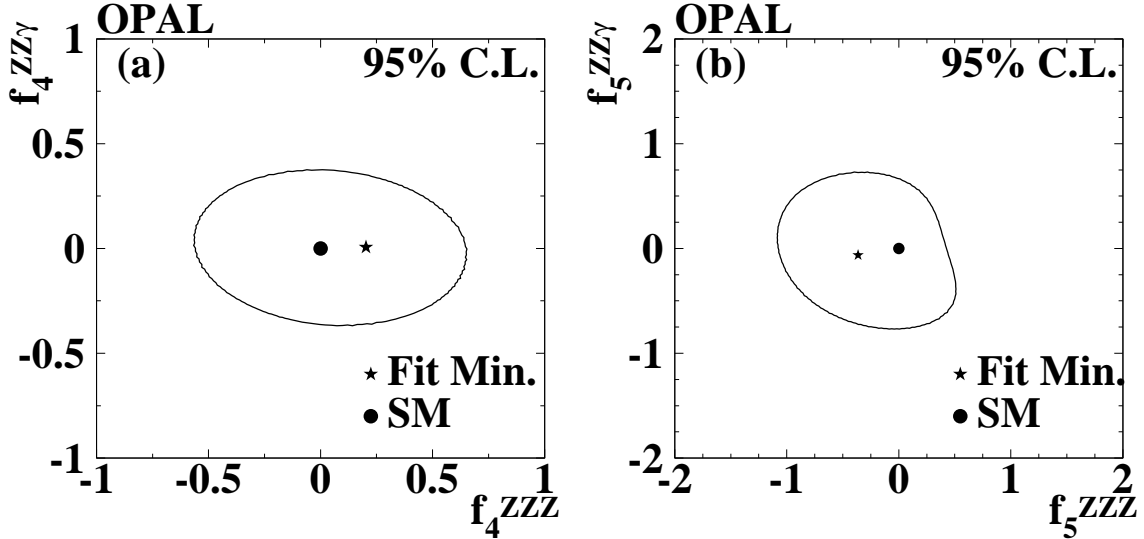 OPAL
(a)
95% C.L.
f₄ᶻᶻᵞ
1
0.5
0
-0.5
-1
★ Fit Min.
● SM
-1 -0.5 0 0.5 1
f₄ᶻᶻᶻ
OPAL
(b)
95% C.L.
f₅ᶻᶻᵞ
2
1
0
-1
-2
★ Fit Min.
● SM
-2 -1 0 1 2
f₅ᶻᶻᶻ